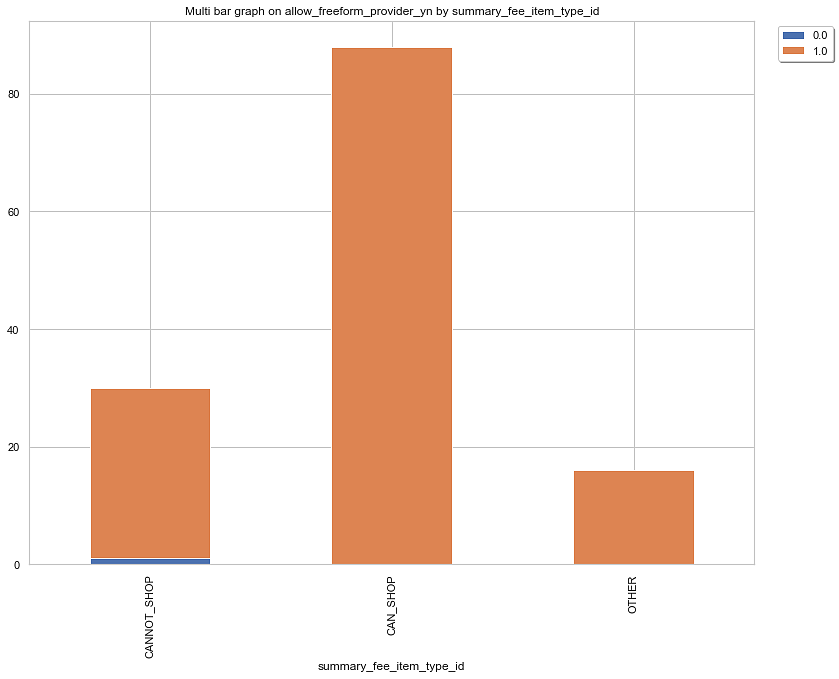 Multi bar graph on allow_freeform_provider_yn by summary_fee_item_type_id
0.0
1.0
80
60
40
20
0
CANNOT_SHOP
CAN_SHOP
OTHER
summary_fee_item_type_id